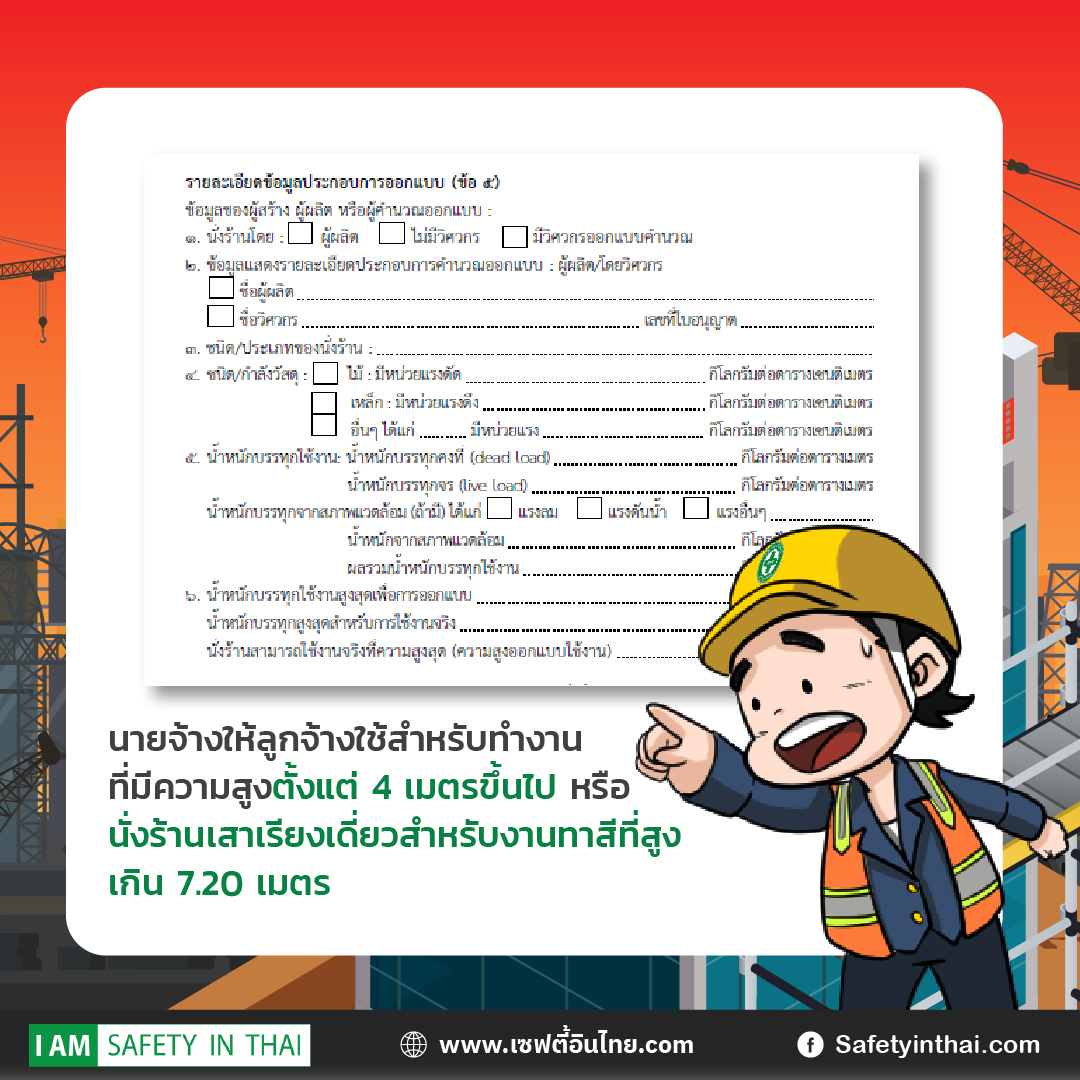 รายละเอียดข้อมูลประกอบการออกแบบ (ข้อ ๕)
ข้อมูลของผู้สร้าง ผู้ผลิต หรือผู้คำนวณออกแบบ :
๑. นั่งร้านโดย : ผู้ผลิต ไม่มีวิศวกร มีวิศวกรออกแบบคำนวณ
๒. ข้อมูลแสดงรายละเอียดประกอบการคำนวณออกแบบ : ผู้ผลิต/โดยวิศวกร
ชื่อผู้ผลิต
ชื่อวิศวกร เลขที่ใบอนุญาต
๓. ชนิด/ประเภทของนั่งร้าน :
๔. ชนิด/กำลังวัสดุ : ไม้ : มีหน่วยแรงดัด กิโลกรัมต่อตารางเซนติเมตร
เหล็ก : มีหน่วยแรงดึง กิโลกรัมต่อตารางเซนติเมตร
อื่นๆ ได้แก่ มีหน่วยแรง กิโลกรัมต่อตารางเซนติเมตร
๕. น้ำหนักบรรทุกใช้งาน: น้ำหนักบรรทุกคงที่ (dead load) กิโลกรัมต่อตารางเมตร
น้ำหนักบรรทุกจร (live load) กิโลกรัมต่อตารางเมตร
น้ำหนักบรรทุกจากสภาพแวดล้อม (ถ้ามี) ได้แก่ แรงลม แรงดันน้ำ แรงอื่นๆ
น้ำหนักจากสภาพแวดล้อม
ผลรวมน้ำหนักบรรทุกใช้งาน
๖. น้ำหนักบรรทุกใช้งานสูงสุดเพื่อการออกแบบ
น้ำหนักบรรทุกสูงสุดสำหรับการใช้งานจริง
นั่งร้านสามารถใช้งานจริงที่ความสูงสุด (ความสูงออกแบบใช้งาน)
นายจ้างให้ลูกจ้างใช้สำหรับทำงาน
ที่มีความสูงตั้งแต่ 4 เมตรขึ้นไป หรือ
นั่งร้านเสาเรียงเดี่ยวสำหรับงานทาสีที่สูง
เกิน 7.20 เมตร
I AM SAFETY IN THAI
www.เซฟตี้อินไทย.com
Safetyinthai.com